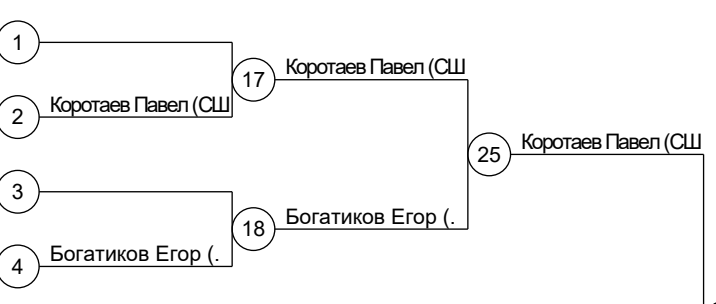 1
17
Коротаев Павел (СШ
2
Коротаев Павел (СШ
25
Коротаев Павел (СШ
3
18
Богатиков Егор (.
4
Богатиков Егор (.